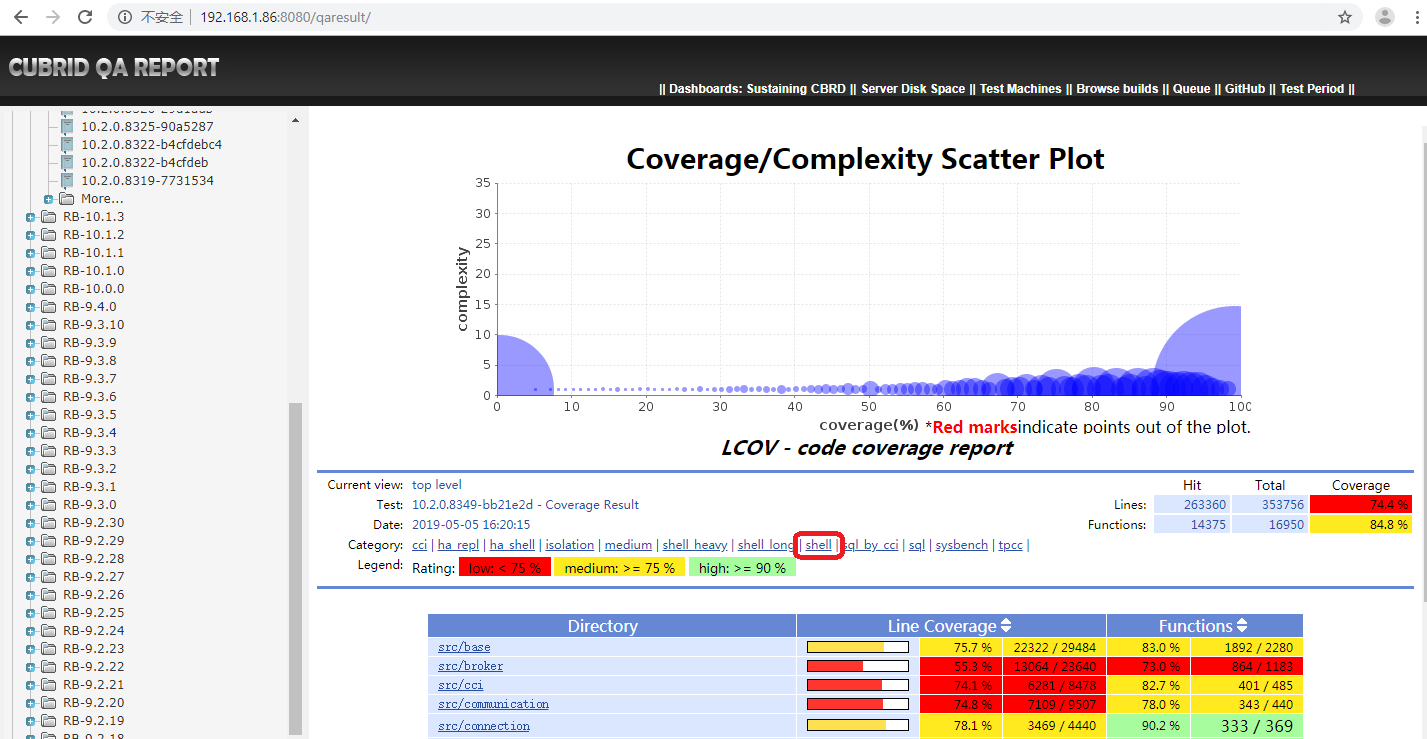 不安全 | 192.168.1.86:8080/qaresult/
CUBRID QA REPORT
|| Dashboards: Sustaining CBRD || Server Disk Space || Test Machines || Browse builds || Queue || GitHub || Test Period ||
10.2.0.8325-90a5287
10.2.0.8322-b4cfdebc4
10.2.0.8322-b4cfdeb
10.2.0.8319-7731534
More...
RB-10.1.3
RB-10.1.2
RB-10.1.1
RB-10.1.0
RB-10.0.0
RB-9.4.0
RB-9.3.10
RB-9.3.9
RB-9.3.8
RB-9.3.7
RB-9.3.6
RB-9.3.5
RB-9.3.4
RB-9.3.3
RB-9.3.2
RB-9.3.1
RB-9.3.0
RB-9.2.30
RB-9.2.29
RB-9.2.28
RB-9.2.27
RB-9.2.26
RB-9.2.25
RB-9.2.24
RB-9.2.23
RB-9.2.22
RB-9.2.21
RB-9.2.20
RB-9.2.19
RB-9.2.18
Coverage/Complexity Scatter Plot
35
30
25
20
15
10
5
0
complexity
0 10 20 30 40 50 60 70 80 90 100
coverage(%) *Red marksindicate points out of the plot.
LCOV - code coverage report
Current view: top level Hit Total Coverage
Test: 10.2.0.8349-bb21e2d - Coverage Result Lines: 263360 353756 74.4 %
Date: 2019-05-05 16:20:15 Functions: 14375 16950 84.8 %
Category: cci | ha_repl | ha_shell | isolation | medium | shell_heavy | shell_long | shell | sql_by_cci | sql | sysbench | tpcc |
Legend: Rating: low: < 75 % medium: >= 75 % high: >= 90 %
Directory Line Coverage Functions
src/base 75.7 % 22322 / 29484 83.0 % 1892 / 2280
src/broker 55.3 % 13064 / 23640 73.0 % 864 / 1183
src/cci 74.1 % 6281 / 8478 82.7 % 401 / 485
src/communication 74.8 % 7109 / 9507 78.0 % 343 / 440
src/connection 78.1 % 3469 / 4440 90.2 % 333 / 369